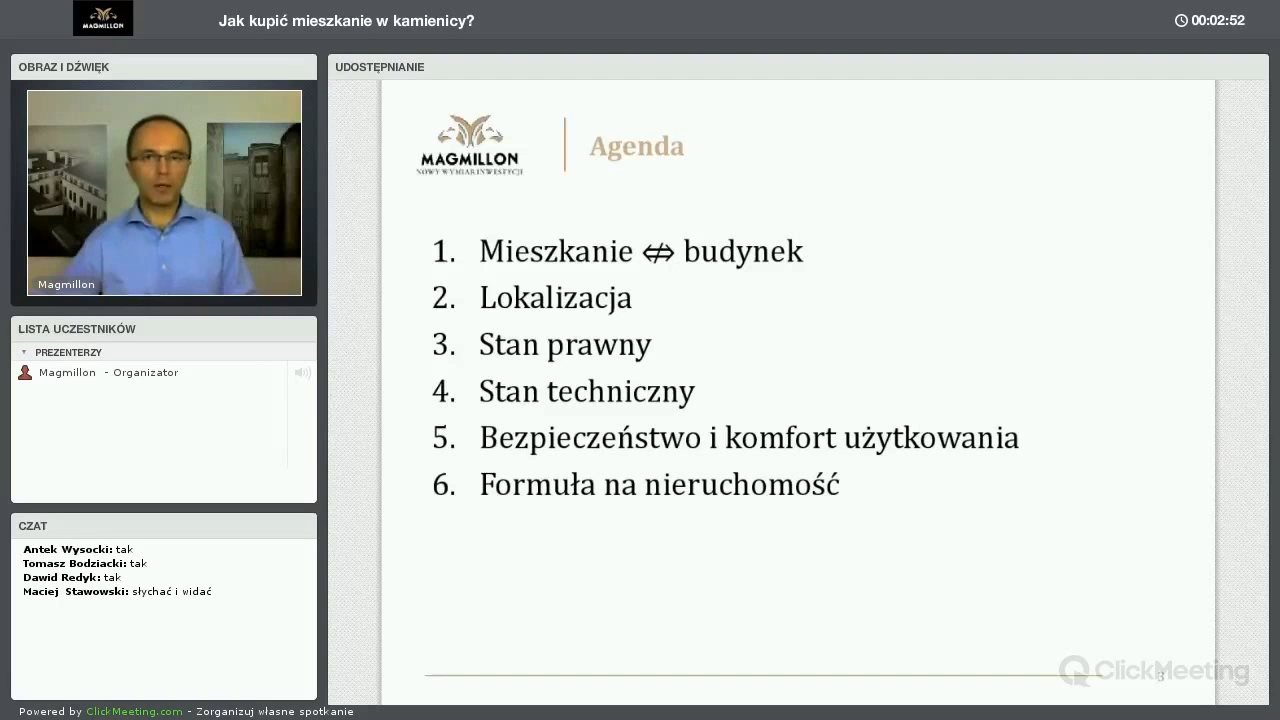 MAGMILLON
Jak kupić mieszkanie w kamienicy?
00:02:52
OBRAZ I DŹWIĘK
Magmillon
LISTA UCZESTNIKÓW
PREZENTERZY
Magmillon - Organizator
CZAT
Antek Wysocki: tak
Tomasz Bodziacki: tak
Dawid Redyk: tak
Maciej Stawowski: słychać i widać
UDOSTĘPNIANIE
MAGMILLON
NOWY WYMIAR INWESTYCJI
Agenda
1. Mieszkanie ⇎ budynek
2. Lokalizacja
3. Stan prawny
4. Stan techniczny
5. Bezpieczeństwo i komfort użytkowania
6. Formuła na nieruchomość
ClickMeeting
3
Powered by ClickMeeting.com - Zorganizuj własne spotkanie